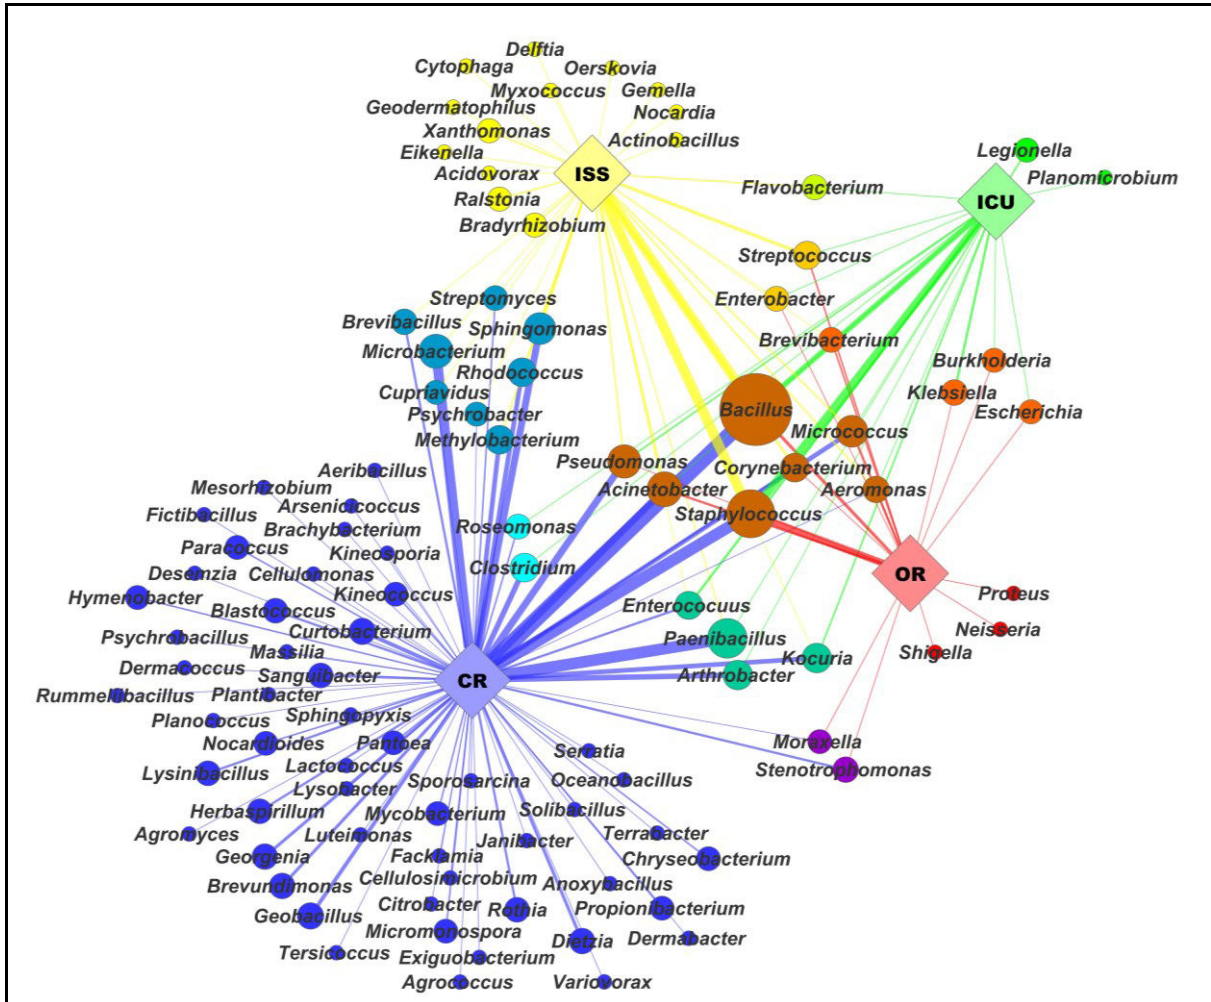 Delftia
Cytophaga
Oerskovia
Myxococcus
Gemella
Geodermatophilus
Nocardia
Xanthomonas
Actinobacillus
Eikenella
Legionella
Acidovorax
ISS
Planomicrobium
Flavobacterium
Ralstonia
ICU
Bradyrhizobium
Streptococcus
Streptomyces
Enterobacter
Brevibacillus
Sphingomonas
Brevibacterium
Microbacterium
Burkholderia
Rhodococcus
Cupriavidus
Klebsiella
Psychrobacter
Bacillus
Escherichia
Methylobacterium
Micrococcus
Pseudomonas
Corynebacterium
Aeribacillus
Mesorhizobium
Acinetobacter
Aeromonas
Arsenicicoccus
Fictibacillus
Staphylococcus
Brachybacterium
Roseomonas
Paracoccus
Kineosporia
Clostridium
Desemzia
Cellulomonas
OR
Hymenobacter
Kineococcus
Proteus
Blastococcus
Enterococuus
Curtobacterium
Neisseria
Psychrobacillus
Paenibacillus
Massilia
Shigella
Kocuria
Dermacoccus
Sanguibacter
CR
Arthrobacter
Rummeliibacillus
Plantibacter
Planococcus
Sphingopyxis
Nocardioides
Pantoea
Moraxella
Serratia
Lactococcus
Stenotrophomonas
Lysinibacillus
Sporosarcina
Oceanobacillus
Lysobacter
Herbaspirillum
Mycobacterium
Solibacillus
Agromyces
Luteimonas
Terrabacter
Janibacter
Georgenia
Facklamia
Chryseobacterium
Cellulosimicrobium
Brevundimonas
Anoxybacillus
Citrobacter
Rothia
Propionibacterium
Geobacillus
Micromonospora
Dietzia
Dermabacter
Tersicoccus
Exiguobacterium
Agrococcus
Variovorax